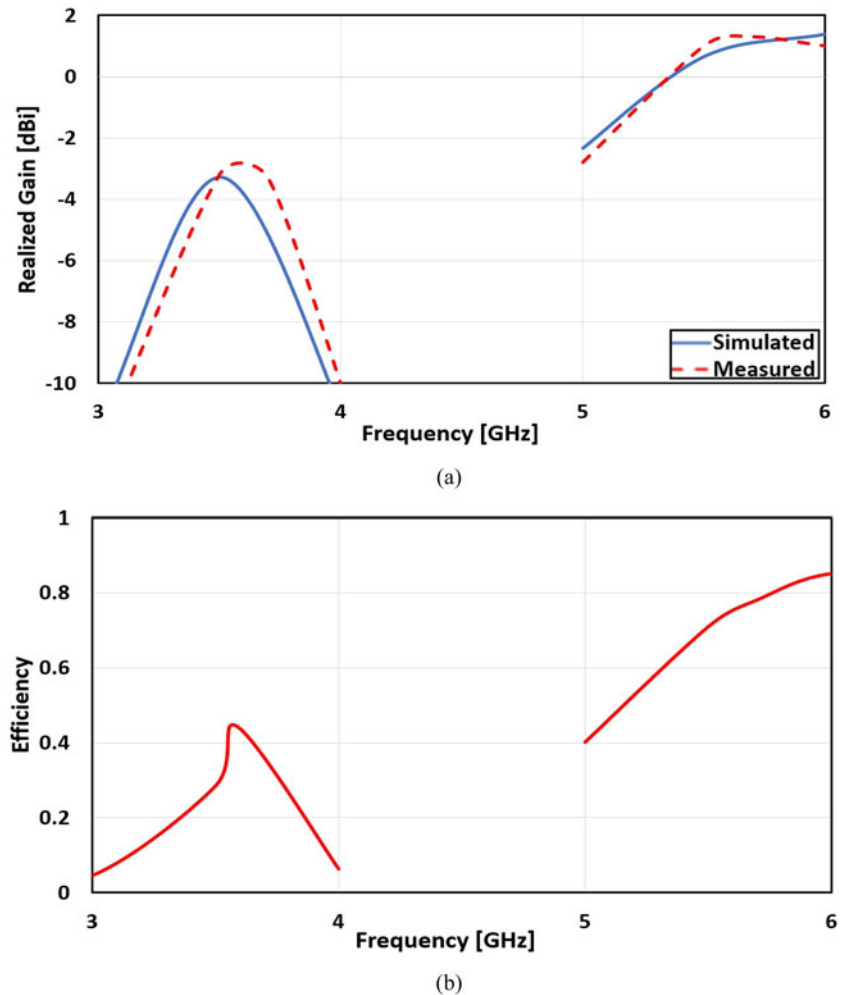 2
0
-2
-4
-6
-8
-10
Realized Gain [dBi]
Simulated
Measured
3 4 5 6
Frequency [GHz]
(a)
1
0.8
0.6
0.4
0.2
0
Efficiency
3 4 5 6
Frequency [GHz]
(b)